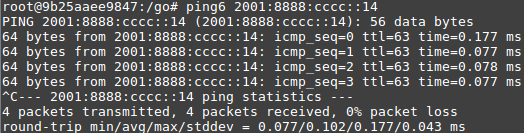 root@9b25aaee9847:/go# ping6 2001:8888:cccc::14
PING 2001:8888:cccc::14 (2001:8888:cccc::14): 56 data bytes
64 bytes from 2001:8888:cccc::14: icmp_seq=0 ttl=63 time=0.177 ms
64 bytes from 2001:8888:cccc::14: icmp_seq=1 ttl=63 time=0.077 ms
64 bytes from 2001:8888:cccc::14: icmp_seq=2 ttl=63 time=0.078 ms
64 bytes from 2001:8888:cccc::14: icmp_seq=3 ttl=63 time=0.077 ms
^C--- 2001:8888:cccc::14 ping statistics ---
4 packets transmitted, 4 packets received, 0% packet loss
round-trip min/avg/max/stddev = 0.077/0.102/0.177/0.043 ms